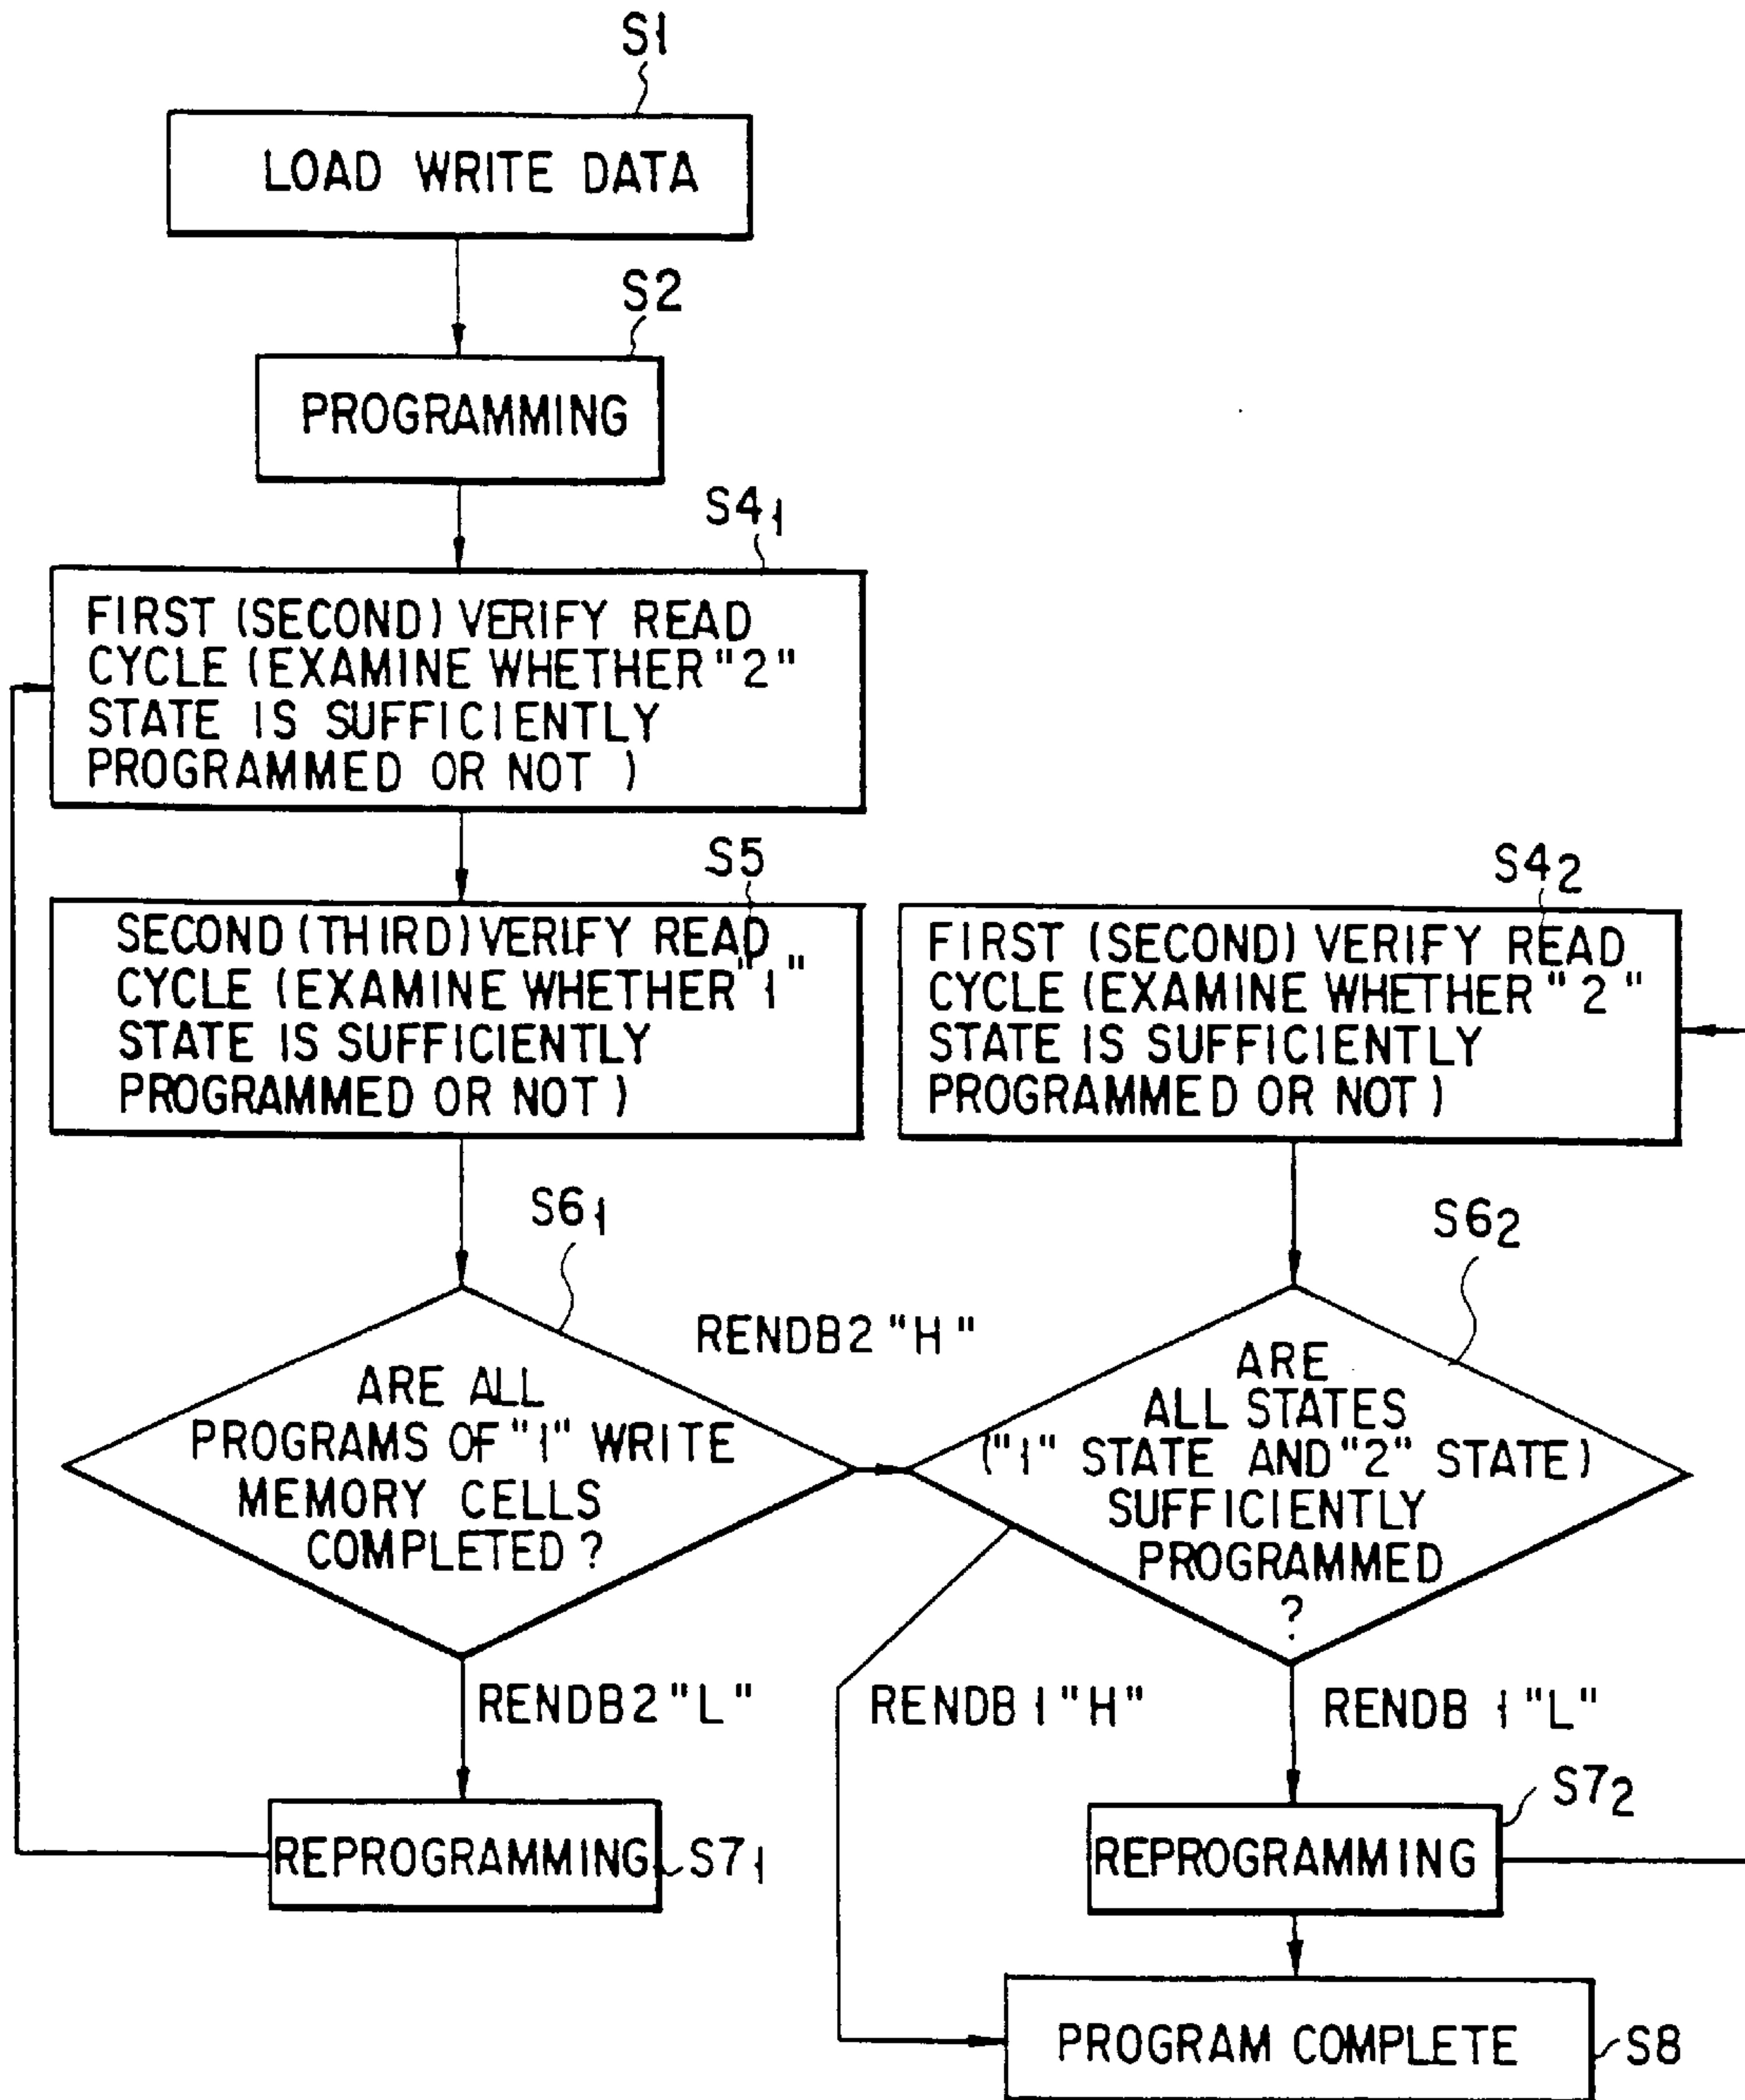 S1
LOAD WRITE DATA
S2
PROGRAMMING
S41
FIRST (SECOND) VERIFY READ
CYCLE (EXAMINE WHETHER "2"
STATE IS SUFFICIENTLY
PROGRAMMED OR NOT )
S5
SECOND (THIRD) VERIFY READ
CYCLE (EXAMINE WHETHER "1"
STATE IS SUFFICIENTLY
PROGRAMMED OR NOT )
S42
FIRST (SECOND) VERIFY READ
CYCLE (EXAMINE WHETHER "2"
STATE IS SUFFICIENTLY
PROGRAMMED OR NOT )
S61
ARE ALL
PROGRAMS OF "1" WRITE
MEMORY CELLS
COMPLETED ?
RENDB2 "H"
S62
ARE
ALL STATES
("1" STATE AND "2" STATE)
SUFFICIENTLY
PROGRAMMED
?
RENDB2 "L"
RENDB1 "H"
RENDB1 "L"
REPROGRAMMING
S71
REPROGRAMMING
S72
PROGRAM COMPLETE
S8